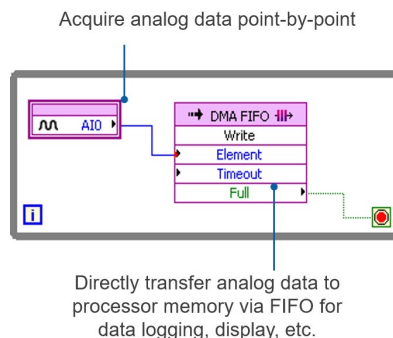 Acquire analog data point-by-point
AI0
DMA FIFO
Write
Element
Timeout
Full
i
Directly transfer analog data to
processor memory via FIFO for
data logging, display, etc.